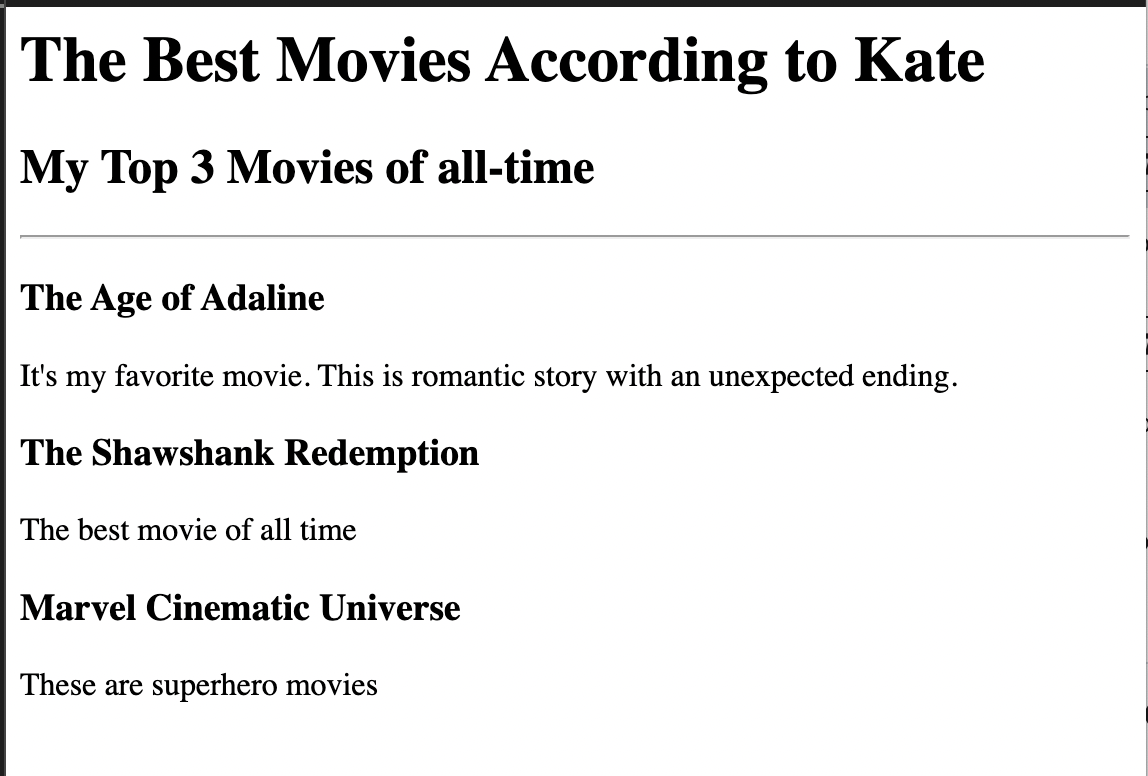 The Best Movies According to Kate
My Top 3 Movies of all-time
The Age of Adaline
It's my favorite movie. This is romantic story with an unexpected ending.
The Shawshank Redemption
The best movie of all time
Marvel Cinematic Universe
These are superhero movies